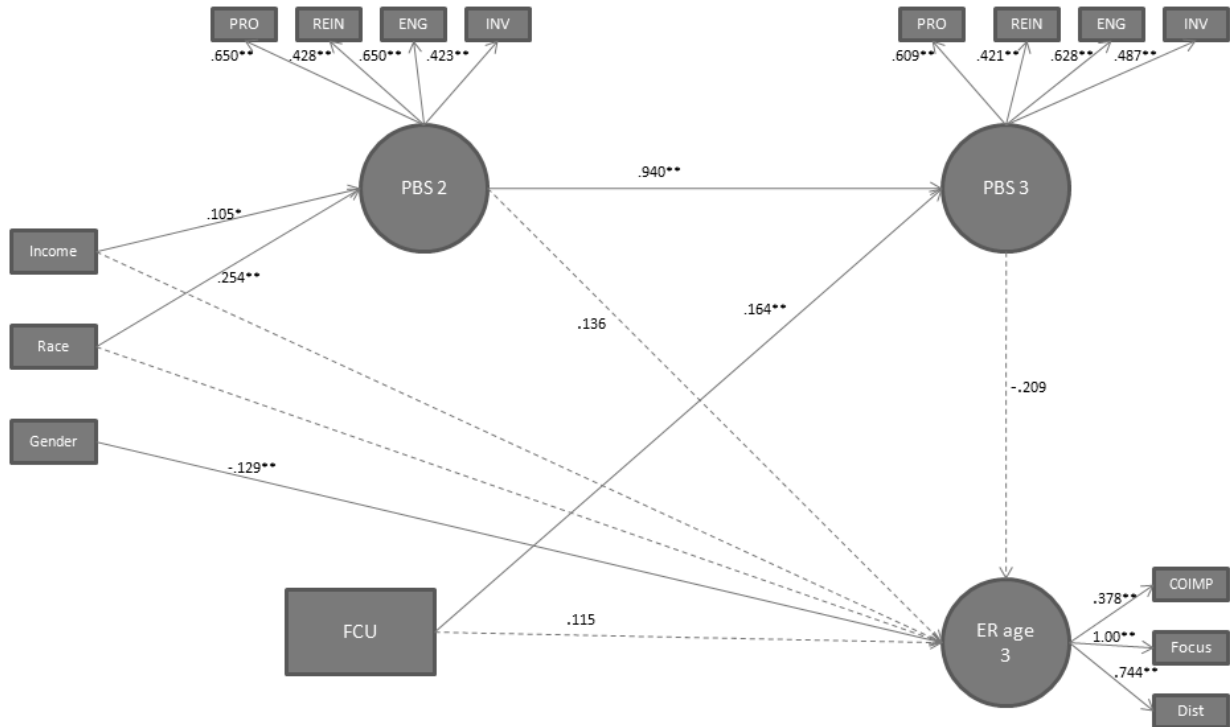 PRO REIN ENG INV
PRO REIN ENG INV
.650** .428** .650** .423**
.609** .421** .628** .487**
PBS 2
.940**
PBS 3
.105*
Income
.254**
.164**
.136
Race
-.209
Gender
-.129**
COIMP
.378**
FCU
.115
ER age
3
1.00**
Focus
.744**
Dist